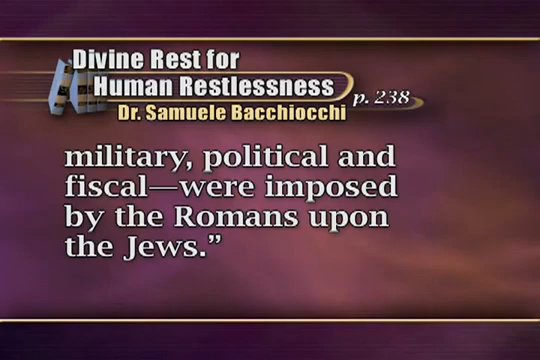 Divine Rest for
Human Restlessness
p. 238
Dr. Samuele Bacchiocchi
military, political and
fiscal—were imposed
by the Romans upon
the Jews.”